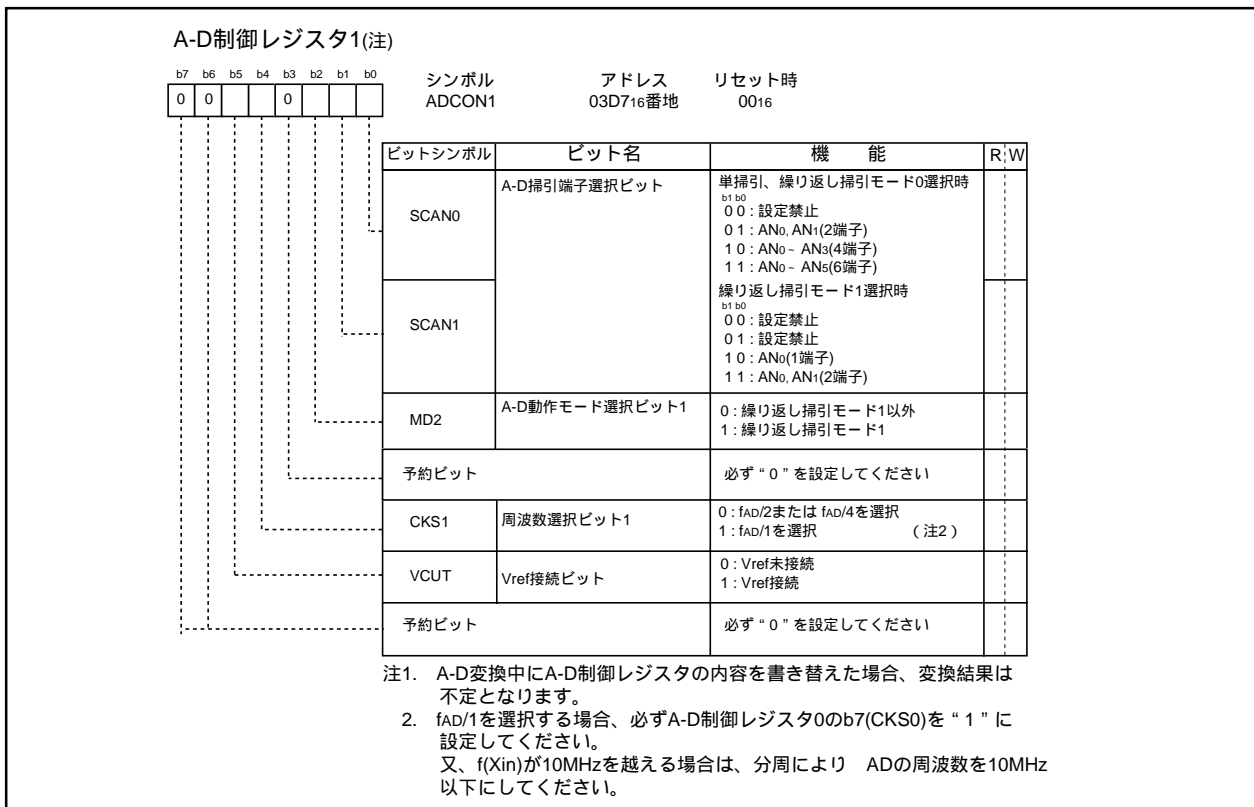 A-D制御レジスタ1(注)
b7 b6 b5 b4 b3 b2 b1 b0
0 0 0
シンボル アドレス リセット時
ADCON1 03D716番地 0016
ビットシンボル ビット名 機 能 R W
SCAN0 A-D掃引端子選択ビット 単掃引、繰り返し掃引モード0選択時
b1 b0
0 0 : 設定禁止
0 1 : AN0, AN1(2端子)
1 0 : AN0 ~ AN3(4端子)
1 1 : AN0 ~ AN5(6端子)
SCAN1 繰り返し掃引モード1選択時
b1 b0
0 0 : 設定禁止
0 1 : 設定禁止
1 0 : AN0(1端子)
1 1 : AN0, AN1(2端子)
MD2 A-D動作モード選択ビット1 0 : 繰り返し掃引モード1以外
1 : 繰り返し掃引モード1
予約ビット 必ず“0”を設定してください
CKS1 周波数選択ビット1 0 : fAD/2または fAD/4を選択
1 : fAD/1を選択 (注2)
VCUT Vref接続ビット 0 : Vref未接続
1 : Vref接続
予約ビット 必ず“0”を設定してください
注1. A-D変換中にA-D制御レジスタの内容を書き替えた場合、変換結果は
不定となります。
2. fAD/1を選択する場合、必ずA-D制御レジスタ0のb7(CKS0)を“1”に
設定してください。
又、f(Xin)が10MHzを越える場合は、分周により ADの周波数を10MHz
以下にしてください。